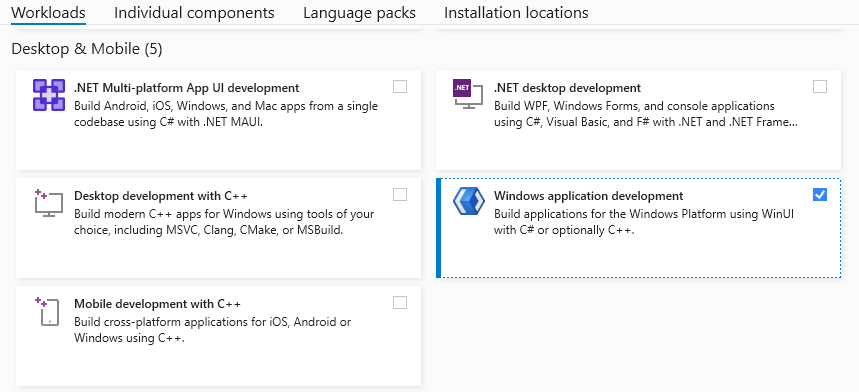 Workloads Individual components Language packs Installation locations
Desktop & Mobile (5)
.NET Multi-platform App UI development
Build Android, iOS, Windows, and Mac apps from a single
codebase using C# with .NET MAUI.
.NET
.NET desktop development
Build WPF, Windows Forms, and console applications
using C#, Visual Basic, and F# with .NET and .NET Frame...
Desktop development with C++
Build modern C++ apps for Windows using tools of your
choice, including MSVC, Clang, CMake, or MSBuild.
Windows application development
Build applications for the Windows Platform using WinUI
with C# or optionally C++.
Mobile development with C++
Build cross-platform applications for iOS, Android or
Windows using C++.